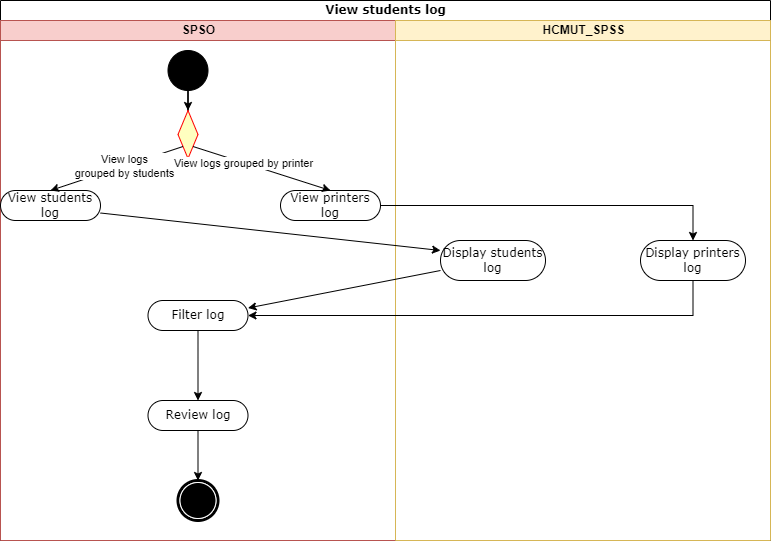 View students log
SPSO
HCMUT_SPSS
View logs
grouped by students
View logs grouped by printer
View students
log
View printers
log
Display students
log
Display printers
log
Filter log
Review log